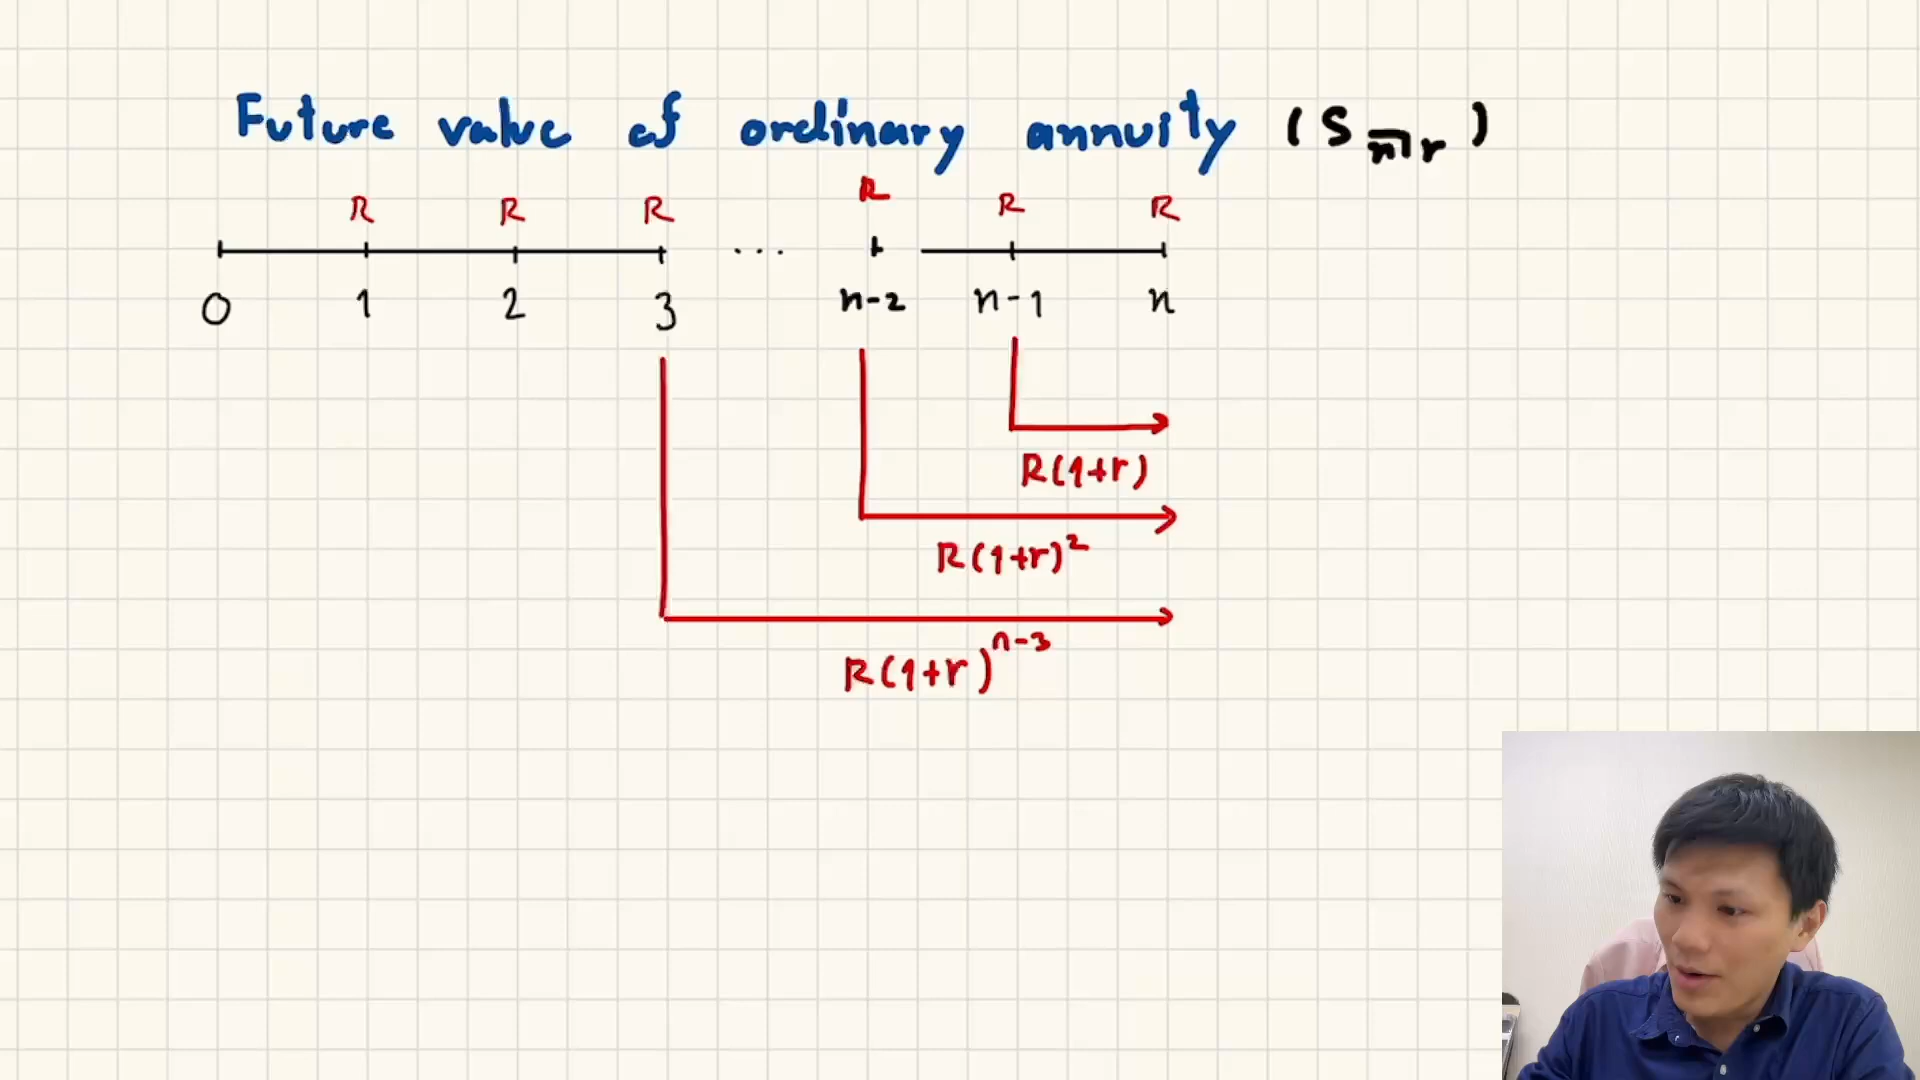 Future value of ordinary annuity (S n̅|r)
R R R R R R
...
0 1 2 3 n-2 n-1 n
R(1+r)
R(1+r)²
R(1+r)ⁿ⁻³